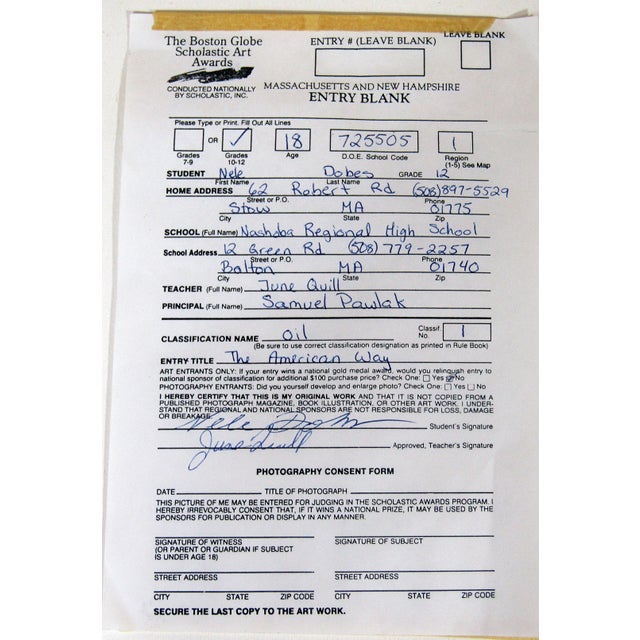 The Boston Globe
Scholastic Art
Awards
CONDUCTED NATIONALLY
BY SCHOLASTIC, INC.
ENTRY # (LEAVE BLANK)
LEAVE BLANK
MASSACHUSETTS AND NEW HAMPSHIRE
ENTRY BLANK
Please Type or Print. Fill Out All Lines
OR ✓ 18 725505 1
Grades 7-9 Grades 10-12 Age D.O.E. School Code Region (1-5) See Map
STUDENT Nele Dobes GRADE 12
First Name Last Name
HOME ADDRESS 62 Robert Rd (508)897-5529
Street or P.O. Phone
Stow MA 01775
City State Zip
SCHOOL (Full Name) Nashoba Regional High School
School Address 12 Green Rd (508) 779-2257
Street or P.O. Phone
Bolton MA 01740
City State Zip
TEACHER (Full Name) June Quill
PRINCIPAL (Full Name) Samuel Pawlak
CLASSIFICATION NAME oil Classif. No. 1
(Be sure to use correct classification designation as printed in Rule Book)
ENTRY TITLE The American Way
ART ENTRANTS ONLY: If your entry wins a national gold medal award, would you relinquish entry to
national sponsor of classification for additional $100 purchase price? Check One: □ Yes ☑ No
PHOTOGRAPHY ENTRANTS: Did you yourself develop and enlarge photo? Check One: □ Yes □ No
I HEREBY CERTIFY THAT THIS IS MY ORIGINAL WORK AND THAT IT IS NOT COPIED FROM A
PUBLISHED PHOTOGRAPH MAGAZINE, BOOK ILLUSTRATION, OR OTHER ART WORK. I UNDER-
STAND THAT REGIONAL AND NATIONAL SPONSORS ARE NOT RESPONSIBLE FOR LOSS, DAMAGE
OR BREAKAGE.
Nele Student's Signature
June Quill Approved, Teacher's Signature
PHOTOGRAPHY CONSENT FORM
DATE TITLE OF PHOTOGRAPH
THIS PICTURE OF ME MAY BE ENTERED FOR JUDGING IN THE SCHOLASTIC AWARDS PROGRAM. I
HEREBY IRREVOCABLY CONSENT THAT, IF IT WINS A NATIONAL PRIZE, IT MAY BE USED BY THE
SPONSORS FOR PUBLICATION OR DISPLAY IN ANY MANNER.
SIGNATURE OF WITNESS SIGNATURE OF SUBJECT
(OR PARENT OR GUARDIAN IF SUBJECT
IS UNDER AGE 18)
STREET ADDRESS STREET ADDRESS
CITY STATE ZIP CODE CITY STATE ZIP CODE
SECURE THE LAST COPY TO THE ART WORK.